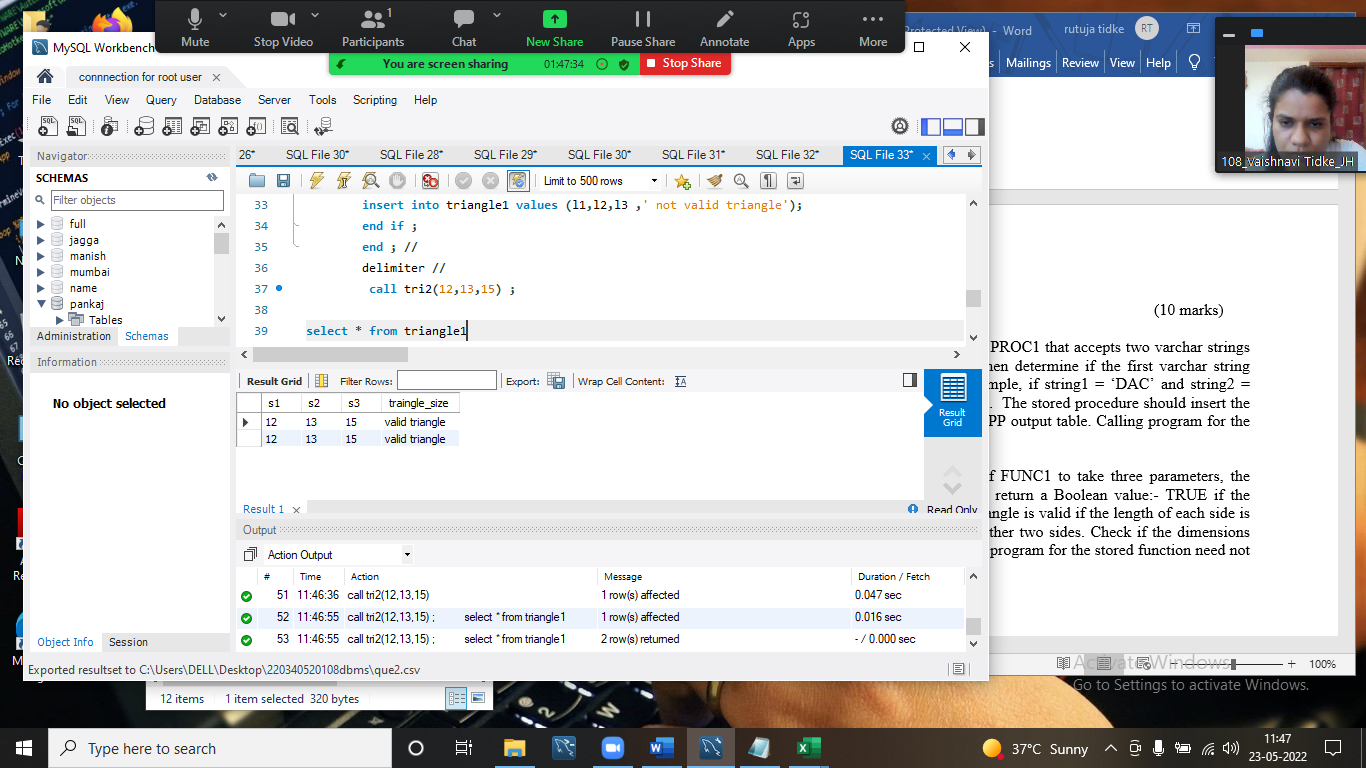 Mute
Stop Video
1
Participants
Chat
New Share
Pause Share
Annotate
Apps
More
You are screen sharing
01:47:34
Stop Share
MySQL Workbench
connnection for root user
File Edit View Query Database Server Tools Scripting Help
Navigator
SCHEMAS
Filter objects
full
jagga
manish
mumbai
name
pankaj
Tables
Administration Schemas
Information
No object selected
Object Info Session
26* SQL File 30* SQL File 28* SQL File 29* SQL File 30* SQL File 31* SQL File 32* SQL File 33*
Limit to 500 rows
33 insert into triangle1 values (l1,l2,l3 ,' not valid triangle');
34 end if ;
35 end ; //
36 delimiter //
37 call tri2(12,13,15) ;
38
39 select * from triangle1
Result Grid Filter Rows: Export: Wrap Cell Content:
s1 s2 s3 traingle_size
12 13 15 valid triangle
12 13 15 valid triangle
Result
Grid
Result 1
Read Only
Output
Action Output
# Time Action Message Duration / Fetch
51 11:46:36 call tri2(12,13,15) 1 row(s) affected 0.047 sec
52 11:46:55 call tri2(12,13,15) ; select * from triangle1 1 row(s) affected 0.016 sec
53 11:46:55 call tri2(12,13,15) ; select * from triangle1 2 row(s) returned - / 0.000 sec
Exported resultset to C:\Users\DELL\Desktop\220340520108dbms\que2.csv
12 items 1 item selected 320 bytes
- Word
rutuja tidke
RT
Mailings Review View Help
108_Vaishnavi Tidke_JH
(10 marks)
PROC1 that accepts two varchar strings
determine if the first varchar string
if string1 = ‘DAC’ and string2 =
The stored procedure should insert the
output table. Calling program for the
FUNC1 to take three parameters, the
return a Boolean value:- TRUE if the
is valid if the length of each side is
two sides. Check if the dimensions
program for the stored function need not
100%
Activate Windows
Go to Settings to activate Windows.
Type here to search
37°C Sunny
11:47
23-05-2022